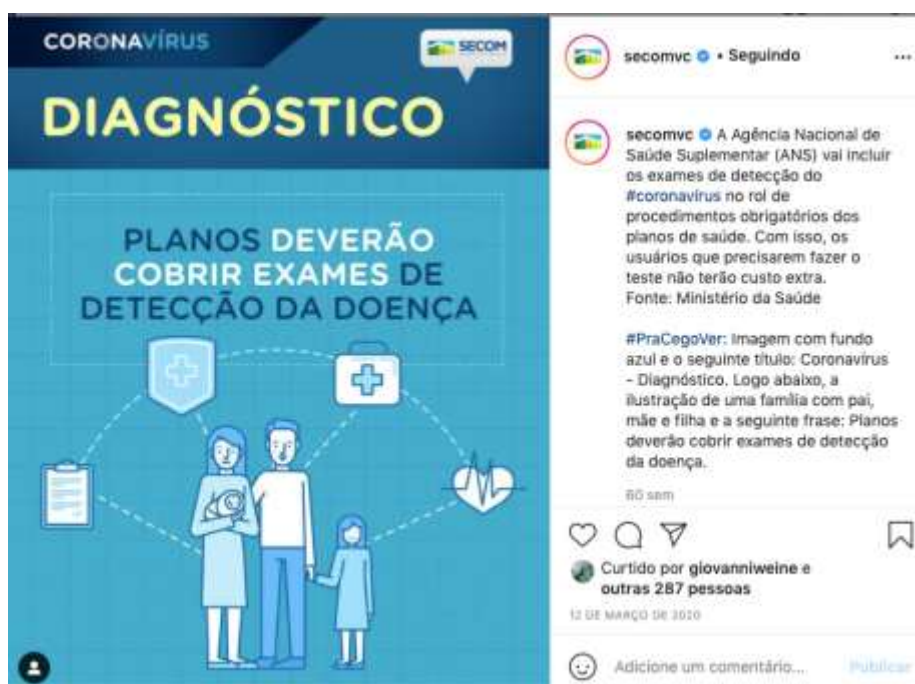 CORONAVÍRUS
SECOM
DIAGNÓSTICO
PLANOS DEVERÃO
COBRIR EXAMES DE
DETECÇÃO DA DOENÇA
secomvc • Seguindo
secomvc A Agência Nacional de
Saúde Suplementar (ANS) vai incluir
os exames de detecção do
#coronavírus no rol de
procedimentos obrigatórios dos
planos de saúde. Com isso, os
usuários que precisarem fazer o
teste não terão custo extra.
Fonte: Ministério da Saúde
#PraCegoVer: Imagem com fundo
azul e o seguinte título: Coronavírus
- Diagnóstico. Logo abaixo, a
ilustração de uma família com pai,
mãe e filha e a seguinte frase: Planos
deverão cobrir exames de detecção
da doença.
60 sem
Curtido por giovanniweine e
outras 287 pessoas
12 DE MARÇO DE 2020
Adicione um comentário...
Publicar